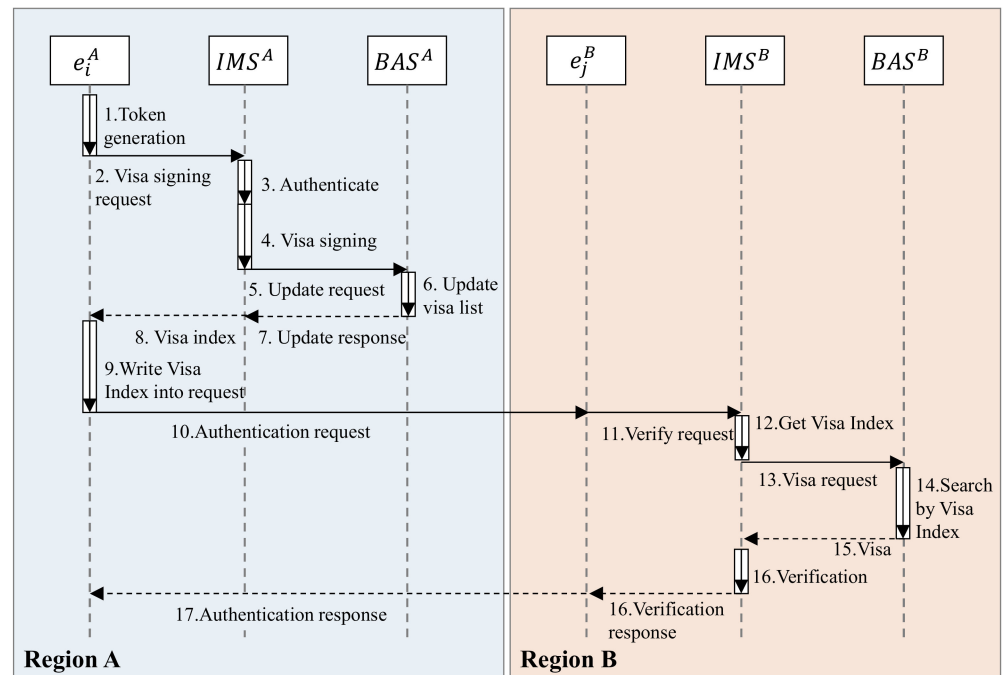 e_i^A
IMS^A
BAS^A
e_j^B
IMS^B
BAS^B
1.Token
generation
2. Visa signing
request
3. Authenticate
4. Visa signing
5. Update request
6. Update
visa list
7. Update response
8. Visa index
9.Write Visa
Index into request
10.Authentication request
11.Verify request
12.Get Visa Index
13.Visa request
14.Search
by Visa
Index
15.Visa
16.Verification
16.Verification
response
17.Authentication response
Region A
Region B